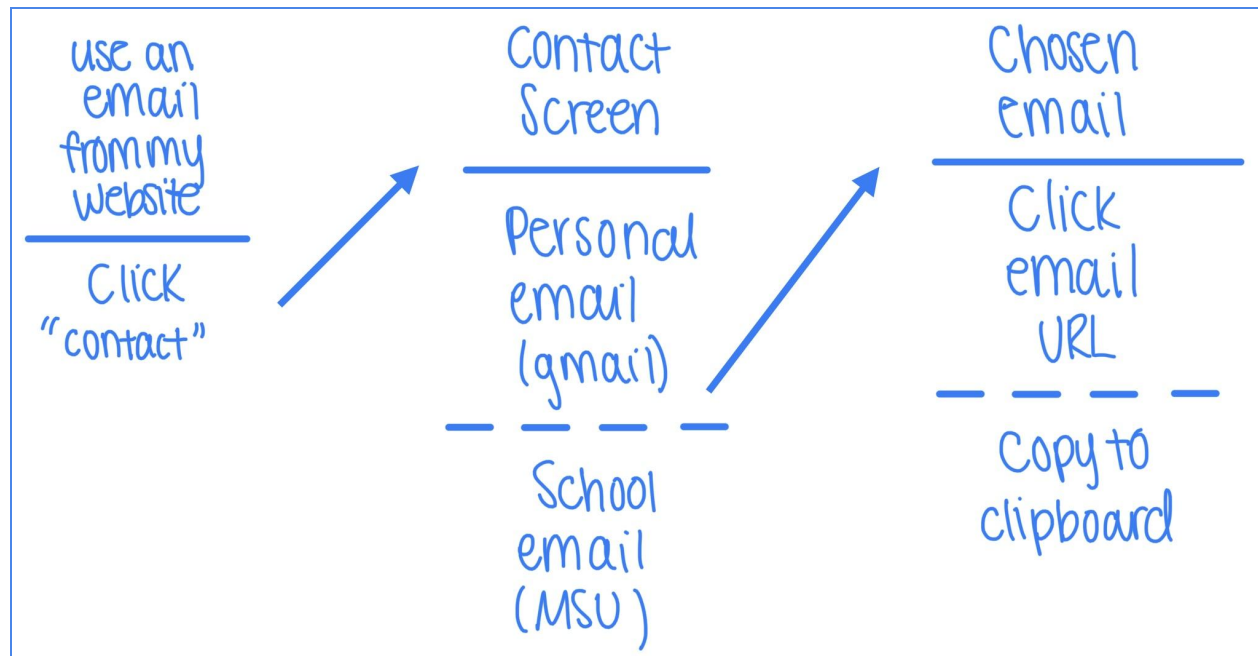 use an
email
from my
website
Click
"contact"
Contact
Screen
Personal
email
(gmail)
School
email
(MSU)
Chosen
email
Click
email
URL
Copy to
clipboard